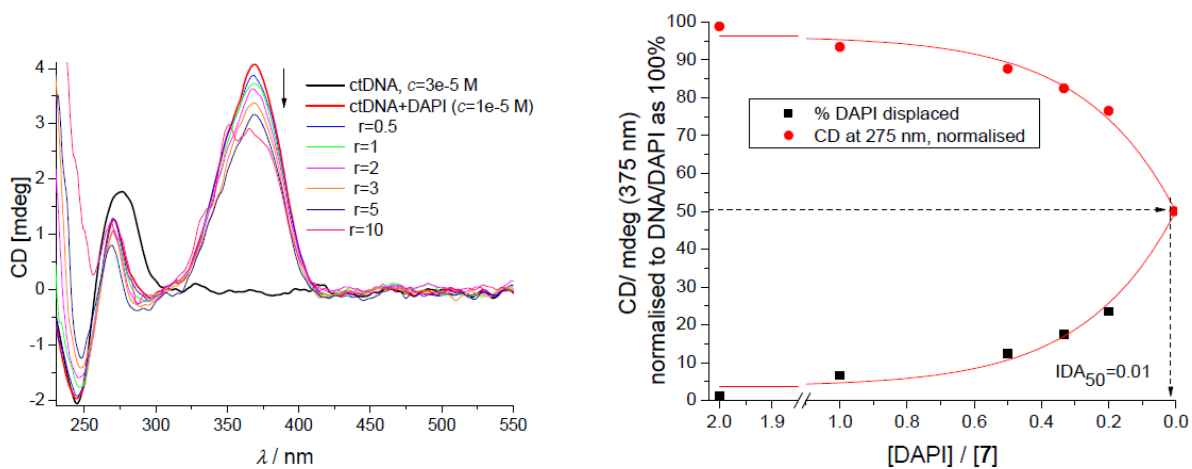 4
3
2
1
0
-1
-2
CD [mdeg]
ctDNA, c=3e-5 M
ctDNA+DAPI (c=1e-5 M)
r=0.5
r=1
r=2
r=3
r=5
r=10
250 300 350 400 450 500 550
λ / nm
100
90
80
70
60
50
40
30
20
10
0
CD/ mdeg (375 nm)
normalised to DNA/DAPI as 100%
% DAPI displaced
CD at 275 nm, normalised
IDA50=0.01
2.0 1.9 1.0 0.8 0.6 0.4 0.2 0.0
[DAPI] / [7]